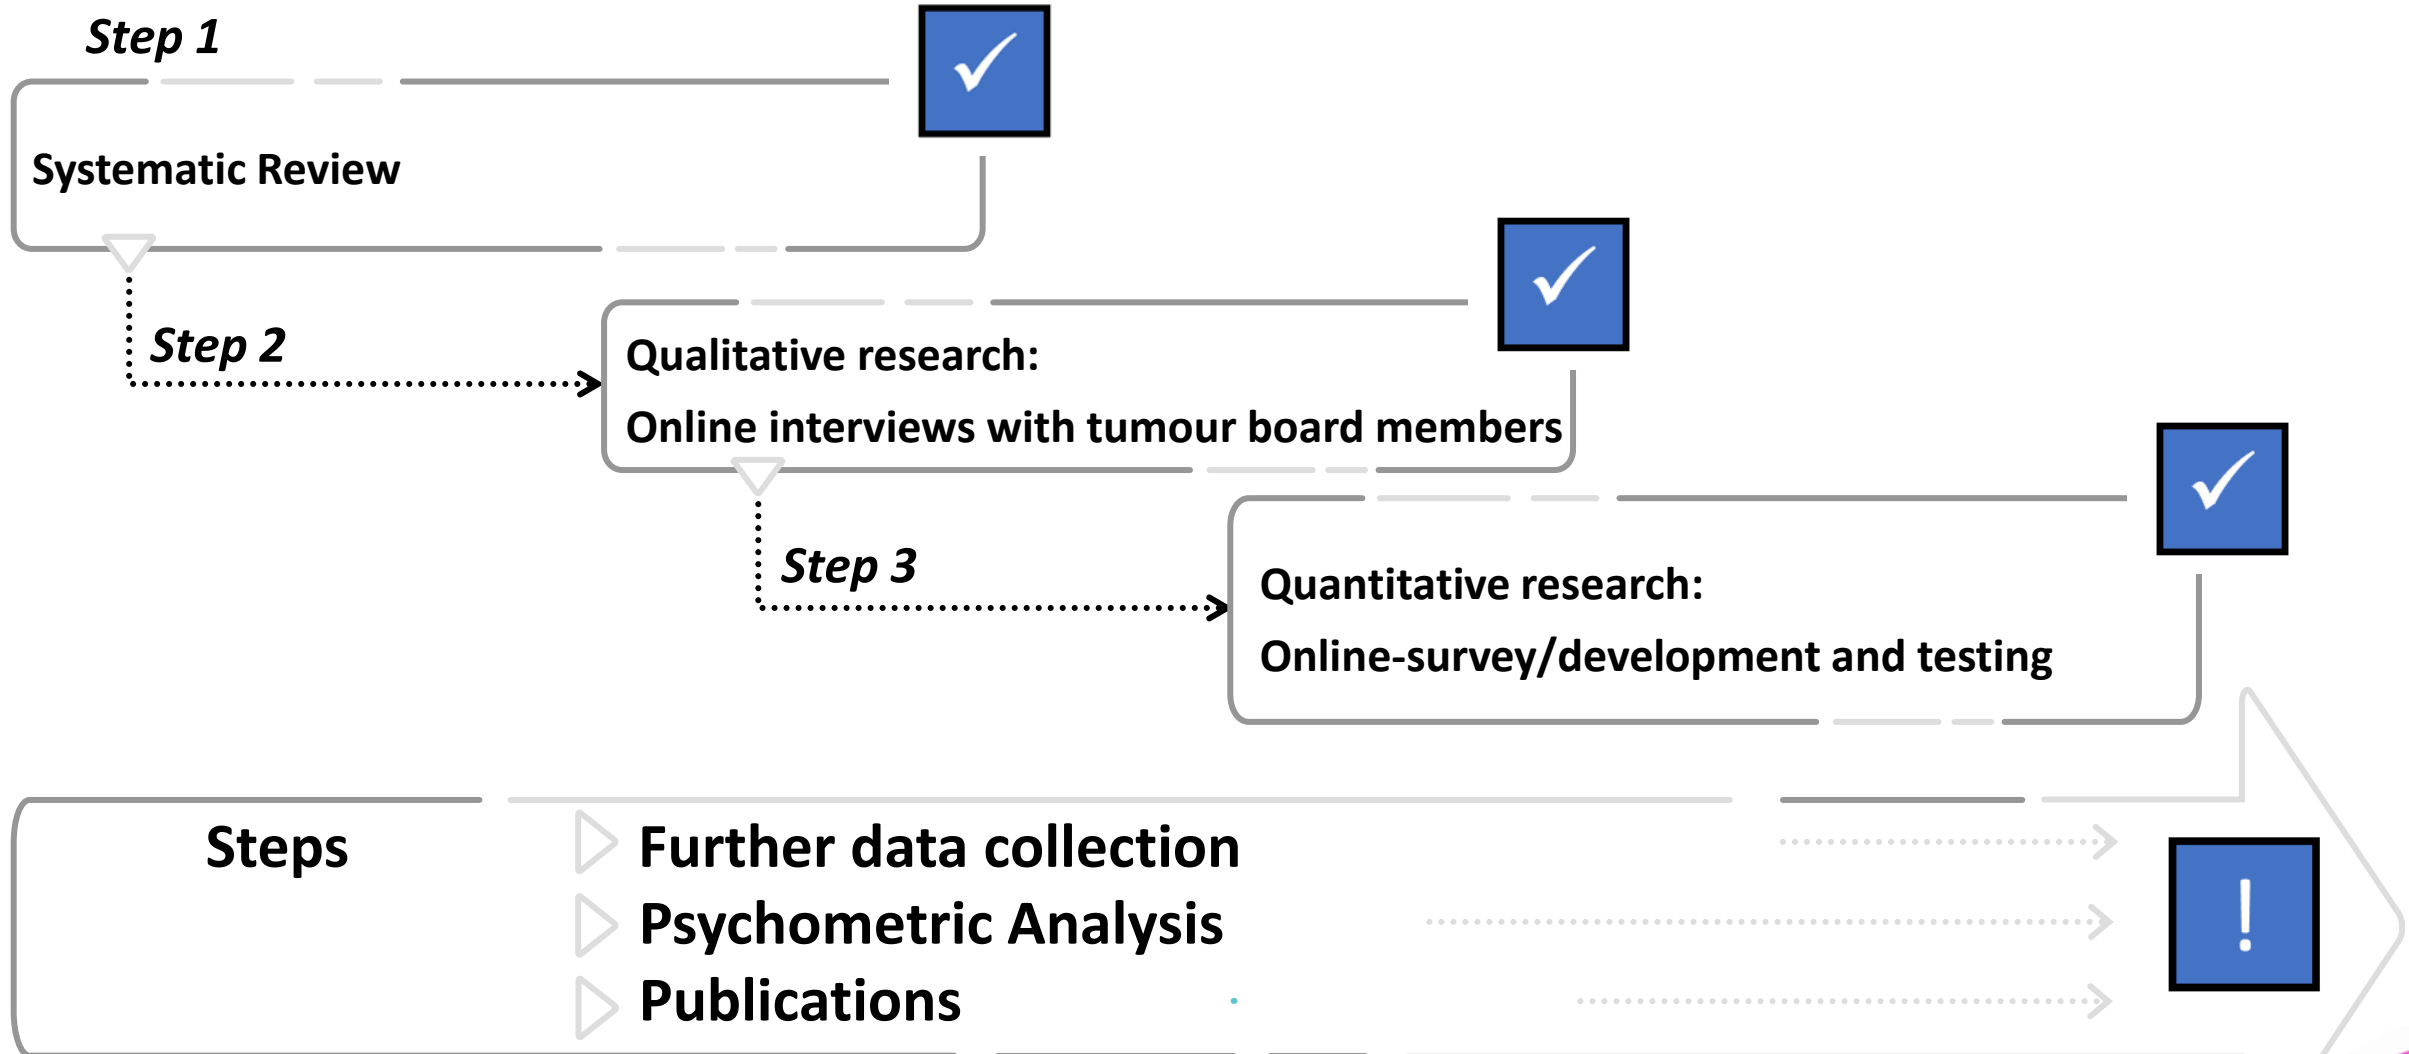 Step 1
Systematic Review
Step 2
Qualitative research:
Online interviews with tumour board members
Step 3
Quantitative research:
Online-survey/development and testing
Steps
Further data collection
Psychometric Analysis
Publications
!